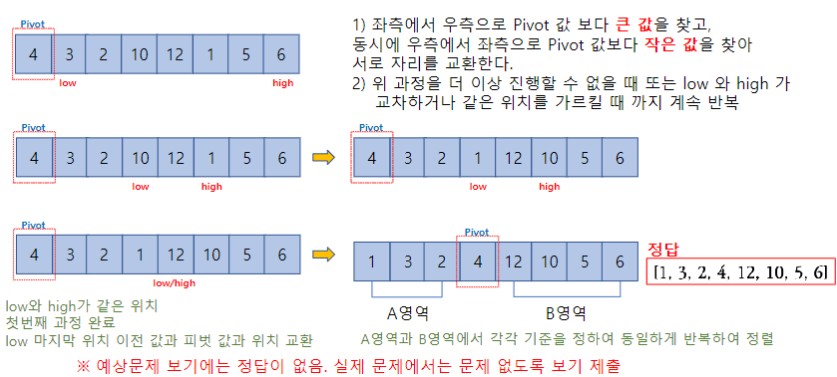 Pivot
4 3 2 10 12 1 5 6
low high
1) 좌측에서 우측으로 Pivot 값 보다 큰 값을 찾고,
동시에 우측에서 좌측으로 Pivot 값보다 작은 값을 찾아
서로 자리를 교환한다.
2) 위 과정을 더 이상 진행할 수 없을 때 또는 low 와 high 가
교차하거나 같은 위치를 가르킬 때 까지 계속 반복
Pivot
4 3 2 10 12 1 5 6
low high
Pivot
4 3 2 1 12 10 5 6
low high
Pivot
4 3 2 1 12 10 5 6
low/high
Pivot
1 3 2 4 12 10 5 6
A영역 B영역
정답
[1, 3, 2, 4, 12, 10, 5, 6]
low와 high가 같은 위치
첫번째 과정 완료
low 마지막 위치 이전 값과 피벗 값과 위치 교환
A영역과 B영역에서 각각 기준을 정하여 동일하게 반복하여 정렬
※ 예상문제 보기에는 정답이 없음. 실제 문제에서는 문제 없도록 보기 제출